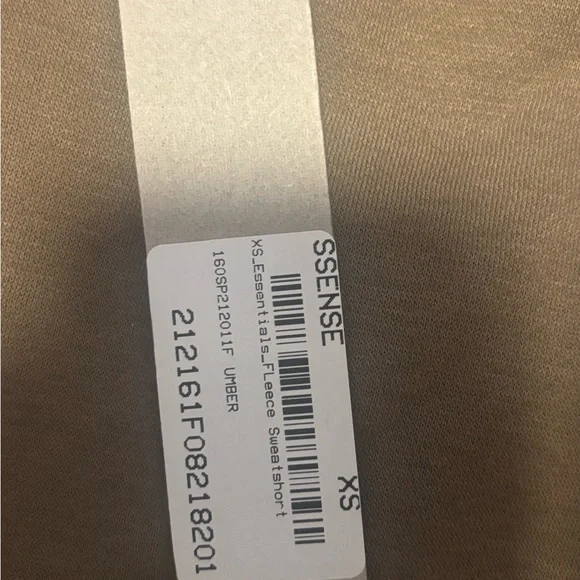 SSENSE
XS
XS_Essentials_FLeece Sweatshort
160SP212011F UMBER
212161F08218201